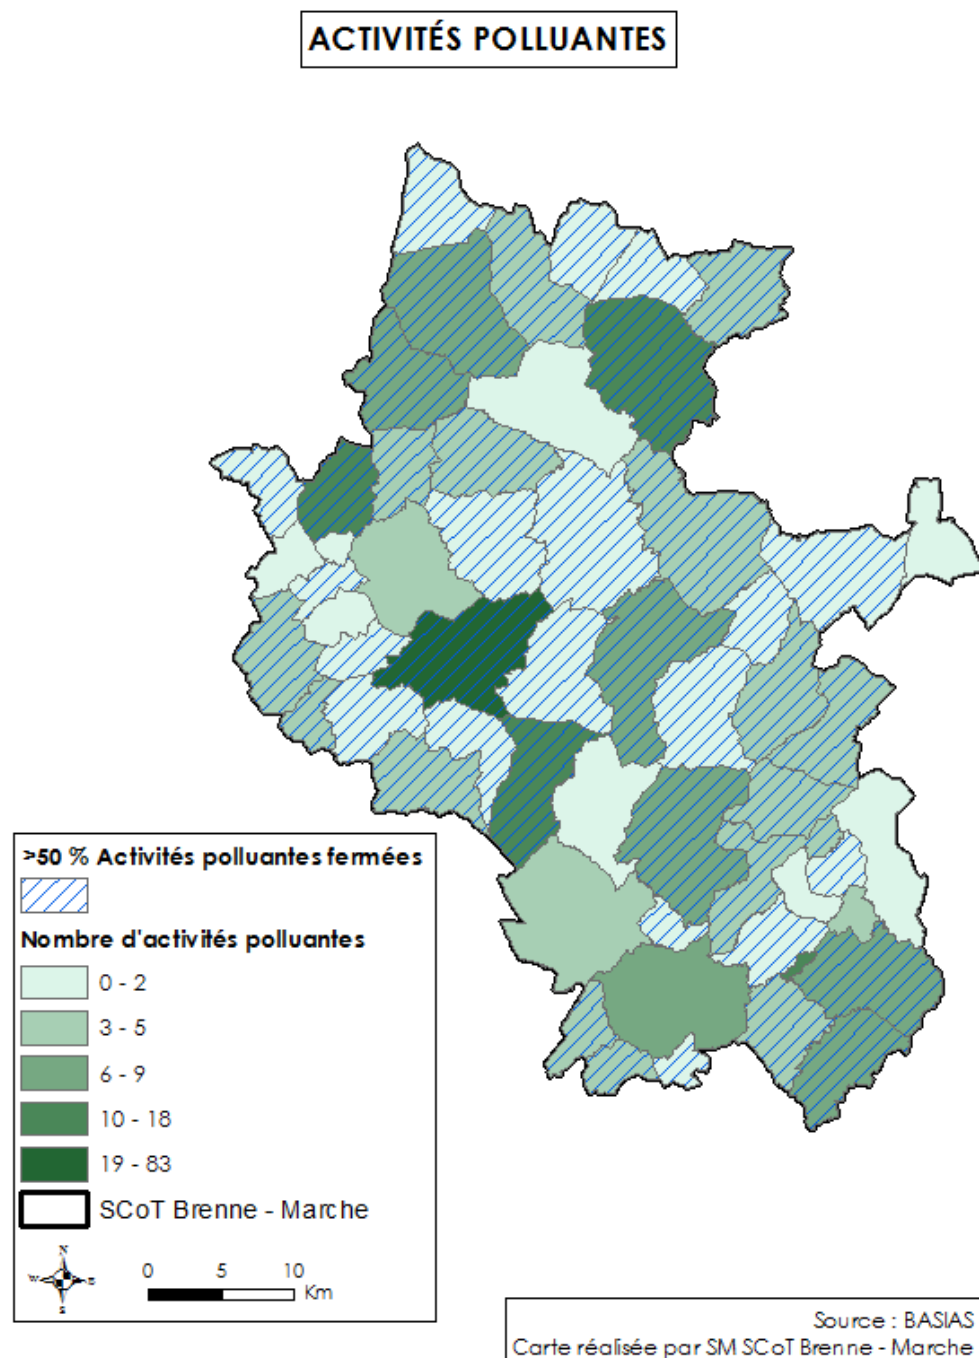 ACTIVITÉS POLLUANTES
>50 % Activités polluantes fermées
Nombre d'activités polluantes
0 - 2
3 - 5
6 - 9
10 - 18
19 - 83
SCoT Brenne - Marche
N
W E
S
0 5 10
Km
Source : BASIAS
Carte réalisée par SM SCoT Brenne - Marche